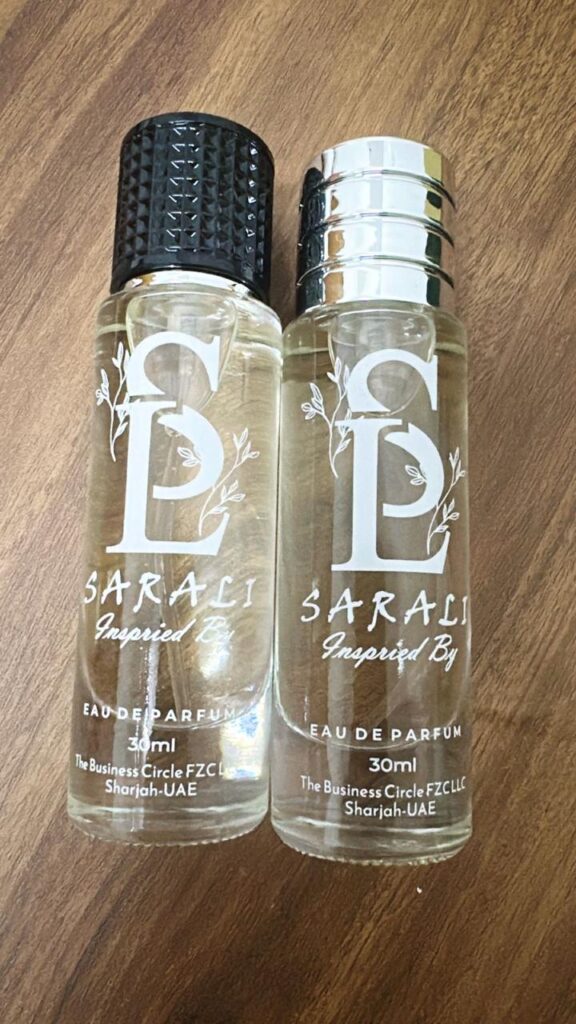 SL
SARALI
Inspried By
EAU DE PARFUM
30ml
The Business Circle FZC L
Sharjah-UAE
SL
SARALI
Inspried By
EAU DE PARFUM
30ml
The Business Circle FZC LLC
Sharjah-UAE